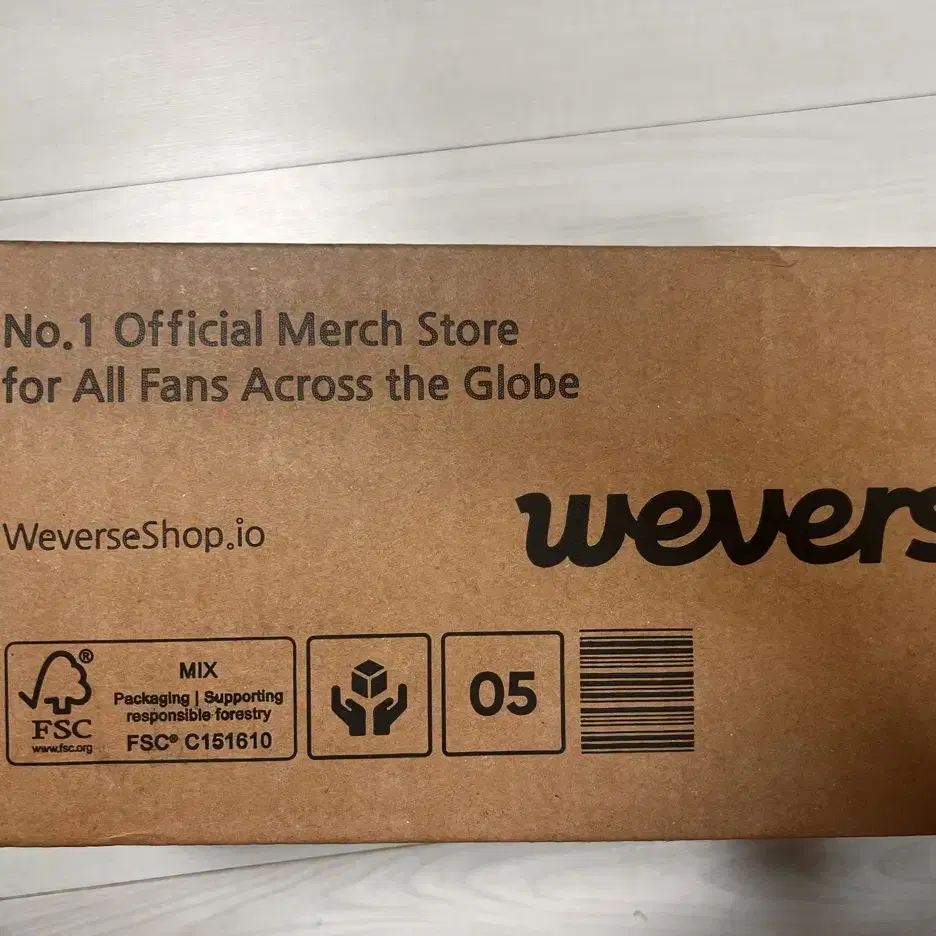 No.1 Official Merch Store
for All Fans Across the Globe
WeverseShop.io
wevers
FSC®
www.fsc.org
MIX
Packaging | Supporting
responsible forestry
FSC® C151610
05